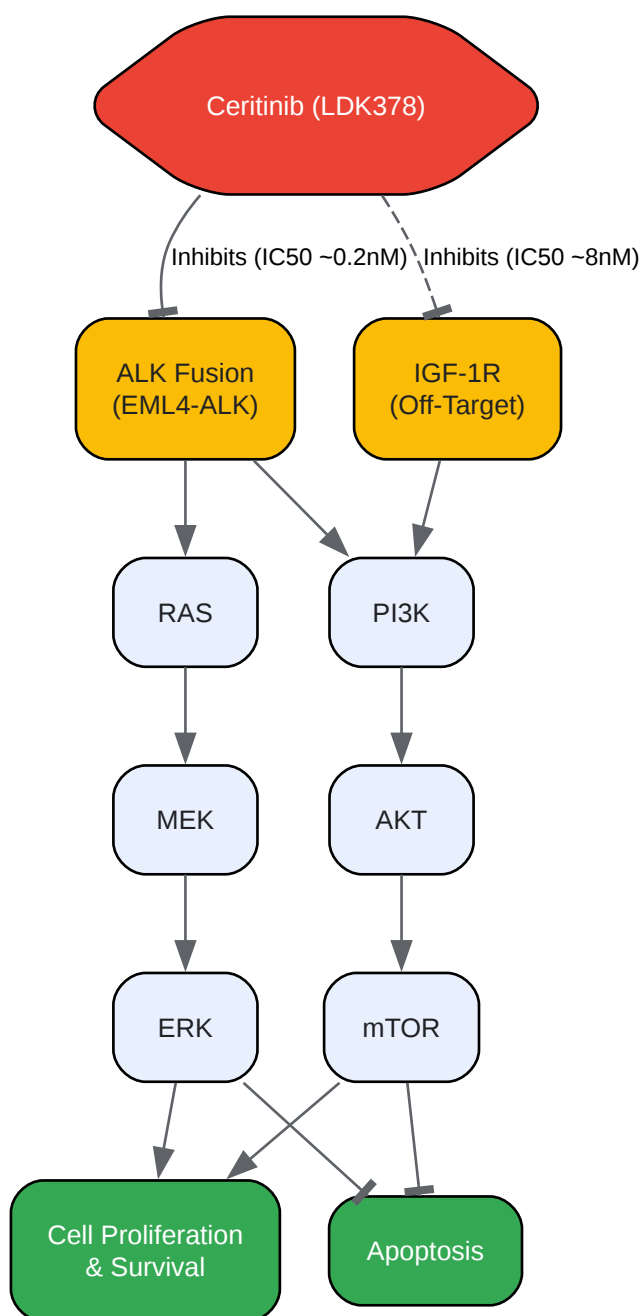 Ceritinib (LDK378)
Inhibits (IC50 ~0.2nM)
Inhibits (IC50 ~8nM)
ALK Fusion
(EML4-ALK)
IGF-1R
(Off-Target)
RAS
PI3K
MEK
AKT
ERK
mTOR
Cell Proliferation
& Survival
Apoptosis